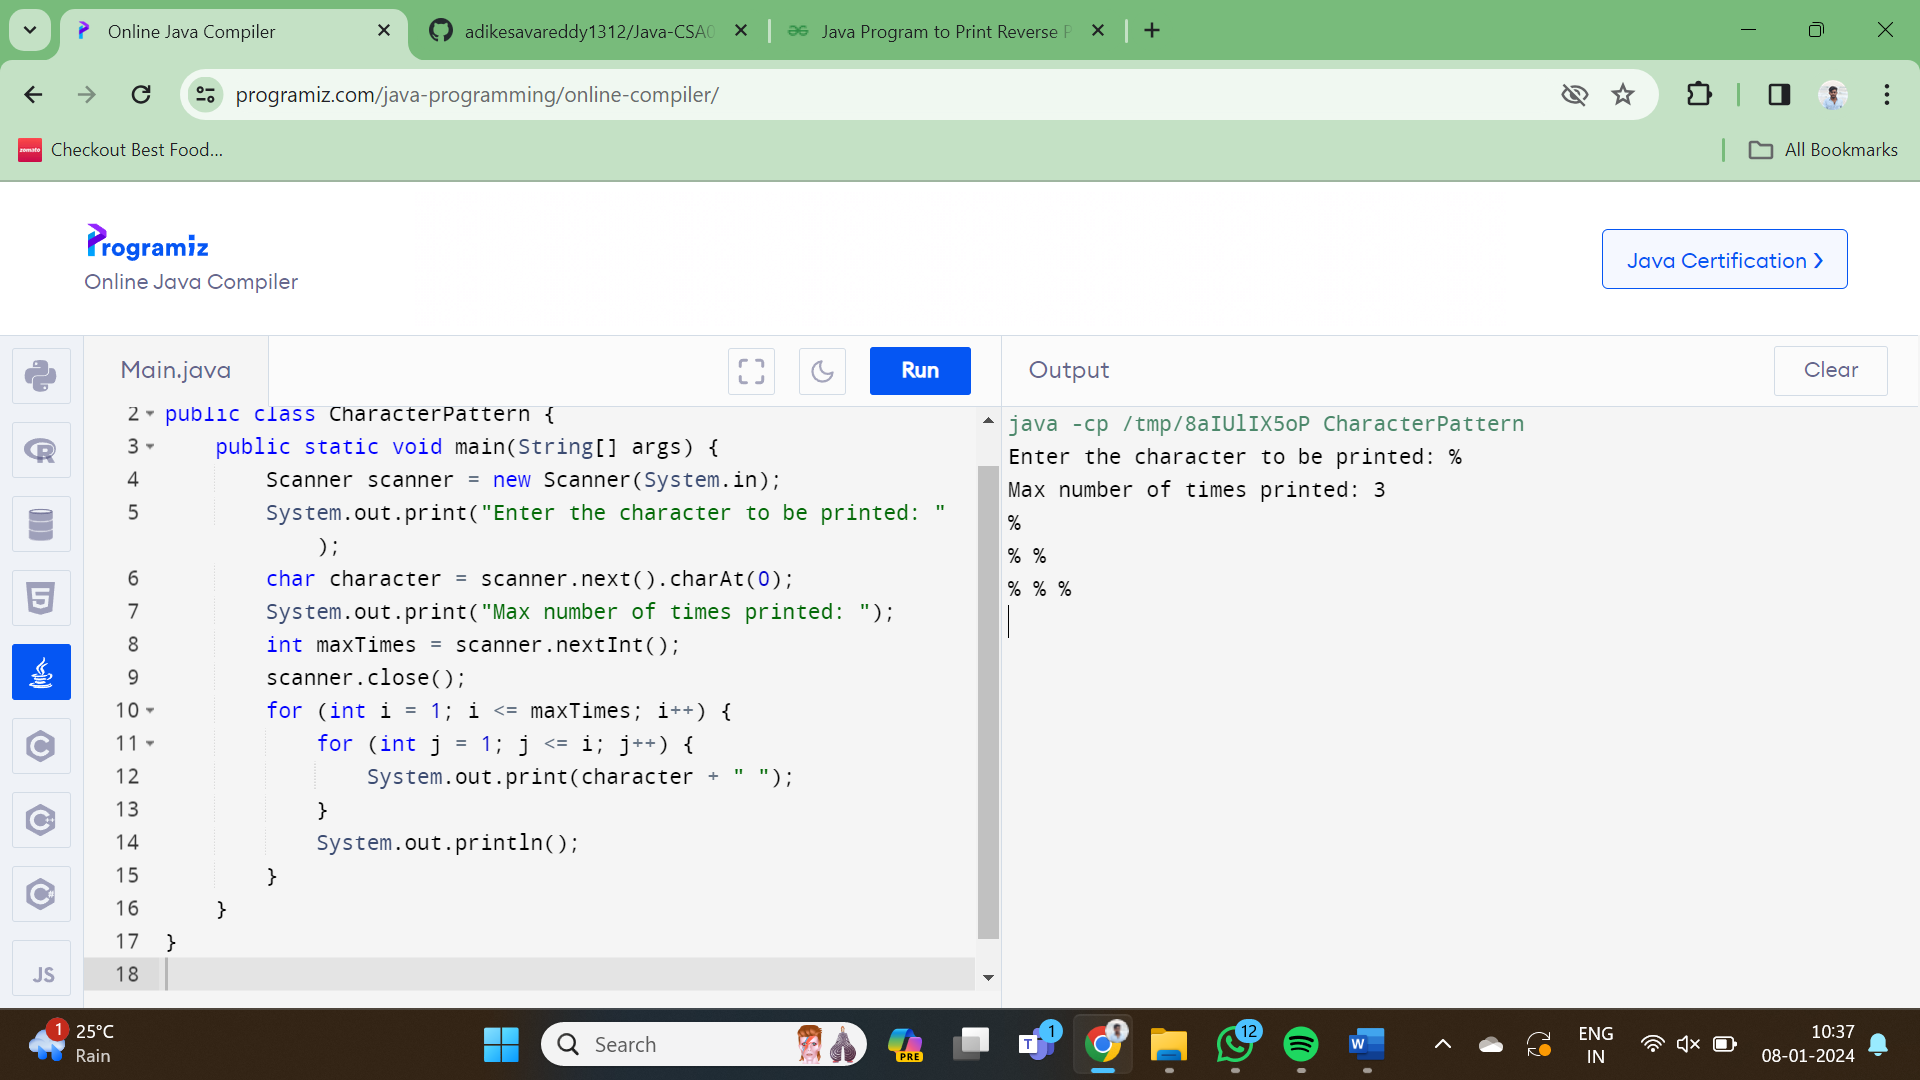 Online Java Compiler
adikesavareddy1312/Java-CSA0
Java Program to Print Reverse P
programiz.com/java-programming/online-compiler/
zomato
Checkout Best Food...
All Bookmarks
Programiz
Online Java Compiler
Java Certification ›
Main.java
Run
Output
Clear
2 public class CharacterPattern {
3     public static void main(String[] args) {
4         Scanner scanner = new Scanner(System.in);
5         System.out.print("Enter the character to be printed: "
            );
6         char character = scanner.next().charAt(0);
7         System.out.print("Max number of times printed: ");
8         int maxTimes = scanner.nextInt();
9         scanner.close();
10         for (int i = 1; i <= maxTimes; i++) {
11             for (int j = 1; j <= i; j++) {
12                 System.out.print(character + " ");
13             }
14             System.out.println();
15         }
16     }
17 }
18
java -cp /tmp/8aIUlIX5oP CharacterPattern
Enter the character to be printed: %
Max number of times printed: 3
%
% %
% % %
R
5
C
C
C#
JS
1
25°C
Rain
Search
PRE
T
1
12
W
ENG
IN
10:37
08-01-2024